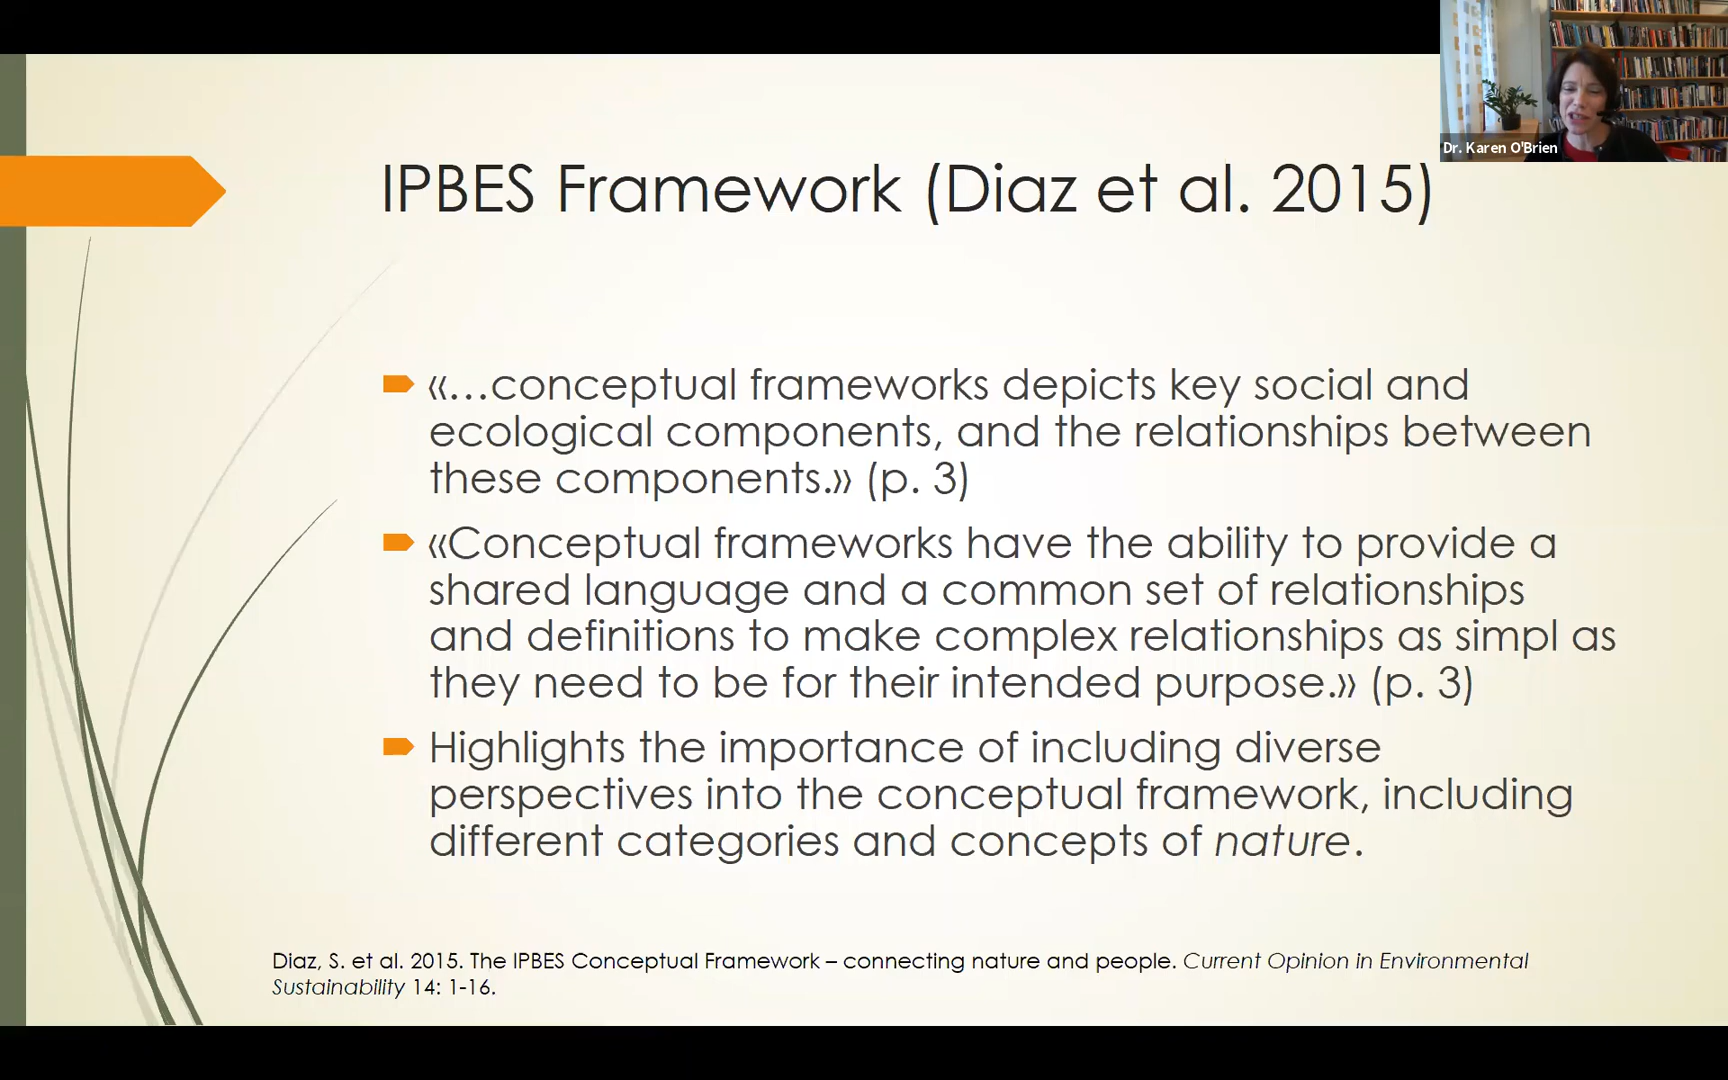 Dr. Karen O'Brien
IPBES Framework (Diaz et al. 2015)
«…conceptual frameworks depicts key social and
ecological components, and the relationships between
these components.» (p. 3)
«Conceptual frameworks have the ability to provide a
shared language and a common set of relationships
and definitions to make complex relationships as simpl as
they need to be for their intended purpose.» (p. 3)
Highlights the importance of including diverse
perspectives into the conceptual framework, including
different categories and concepts of nature.
Diaz, S. et al. 2015. The IPBES Conceptual Framework – connecting nature and people. Current Opinion in Environmental
Sustainability 14: 1-16.